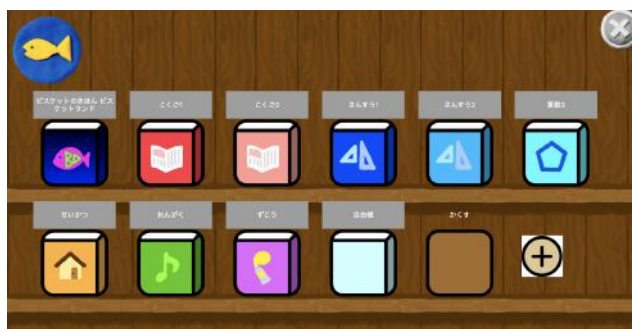 ビスケットのきほん ビス
ケットランド
こくご1
こくご2
さんすう1
さんすう2
算数3
せいかつ
おんがく
ずこう
自由帳
かくす